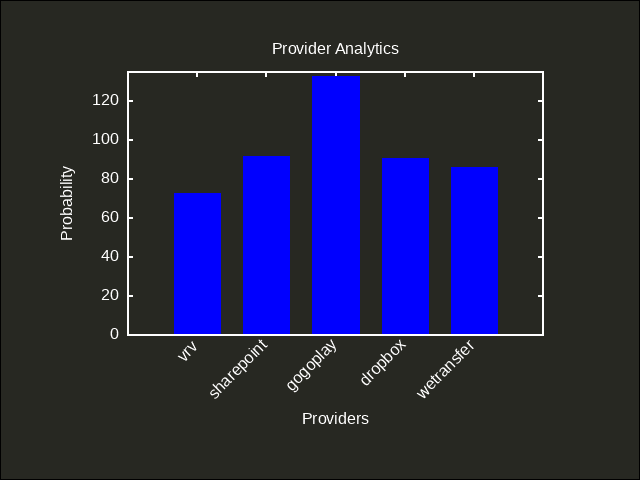 Provider Analytics
Probability
120
100
80
60
40
20
0
vrv
sharepoint
gogoplay
dropbox
wetransfer
Providers